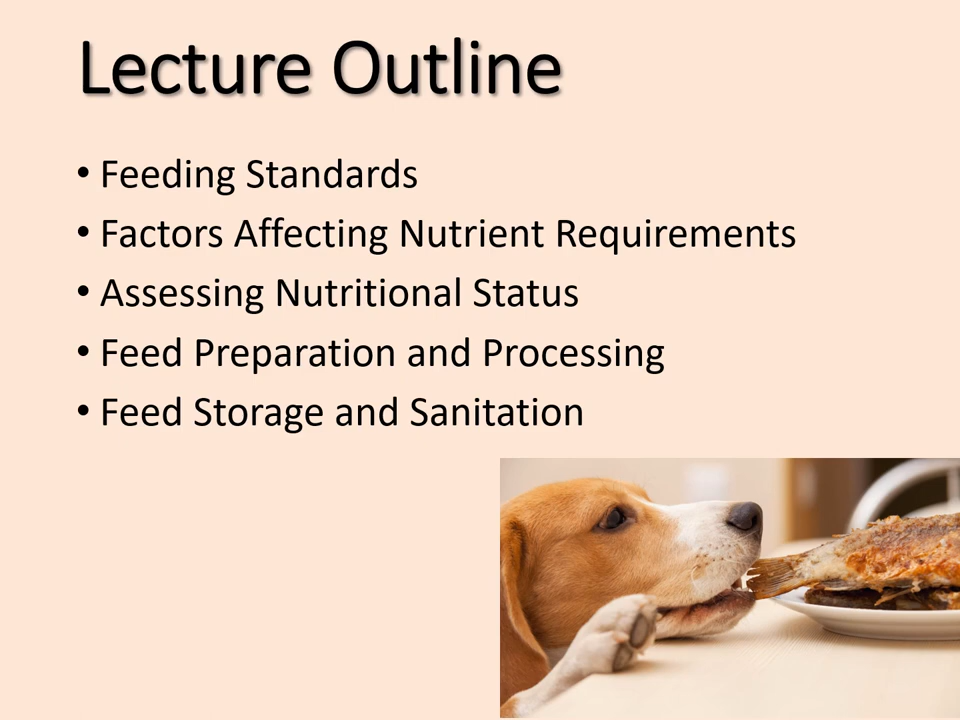 Lecture Outline
• Feeding Standards
• Factors Affecting Nutrient Requirements
• Assessing Nutritional Status
• Feed Preparation and Processing
• Feed Storage and Sanitation